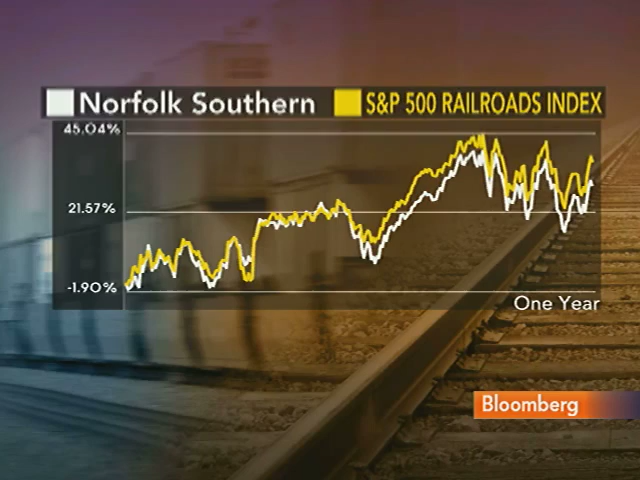 Norfolk Southern S&P 500 RAILROADS INDEX
45.04%
21.57%
-1.90%
One Year
Bloomberg